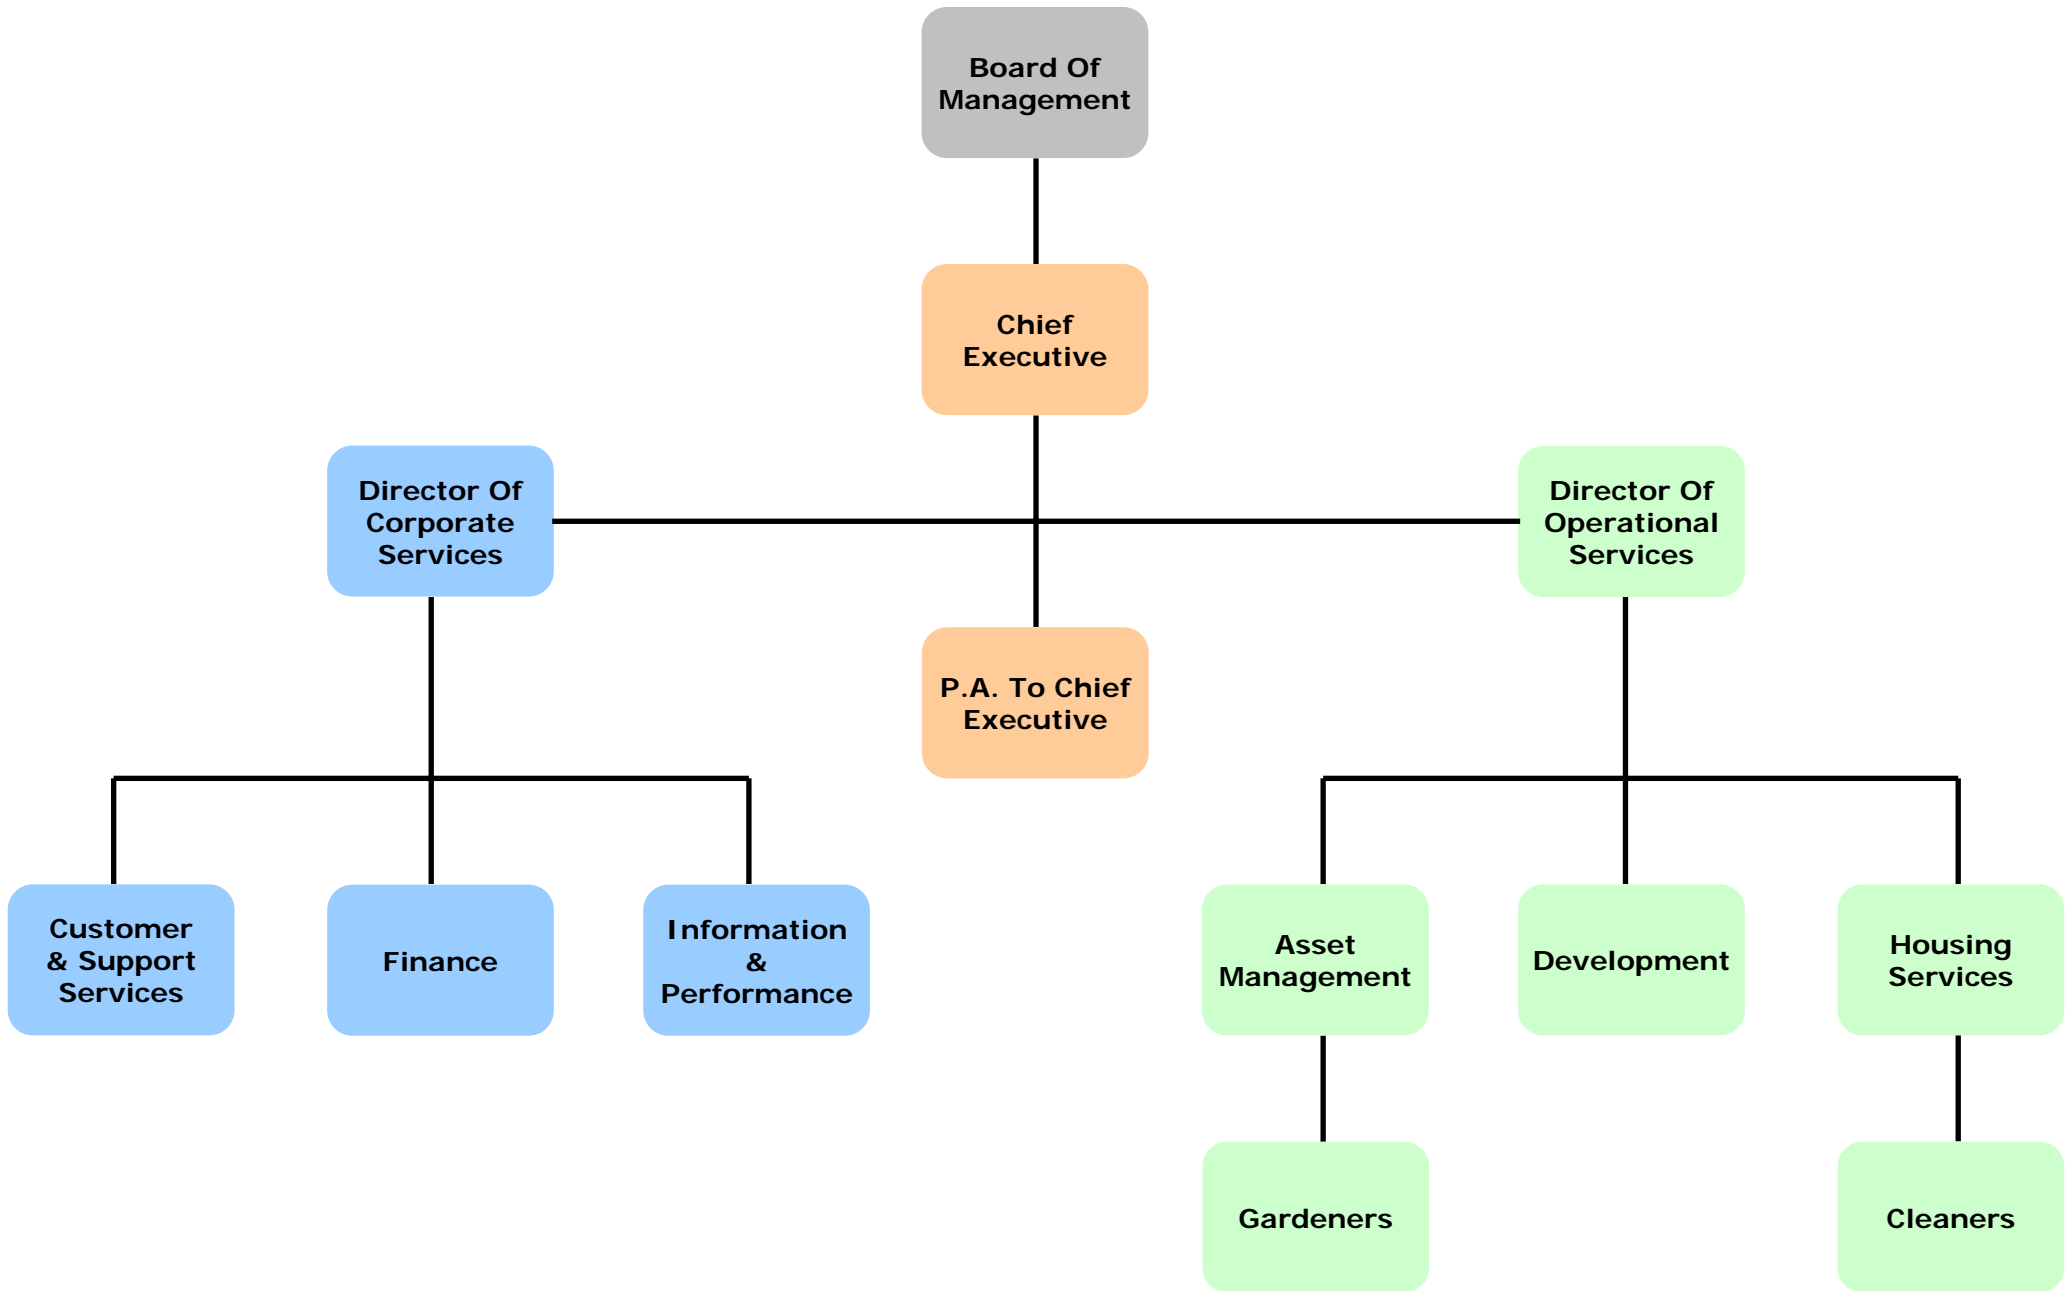 Board Of
Management
Chief
Executive
Director Of
Corporate
Services
Director Of
Operational
Services
P.A. To Chief
Executive
Customer
& Support
Services
Finance
Information
&
Performance
Asset
Management
Development
Housing
Services
Gardeners
Cleaners